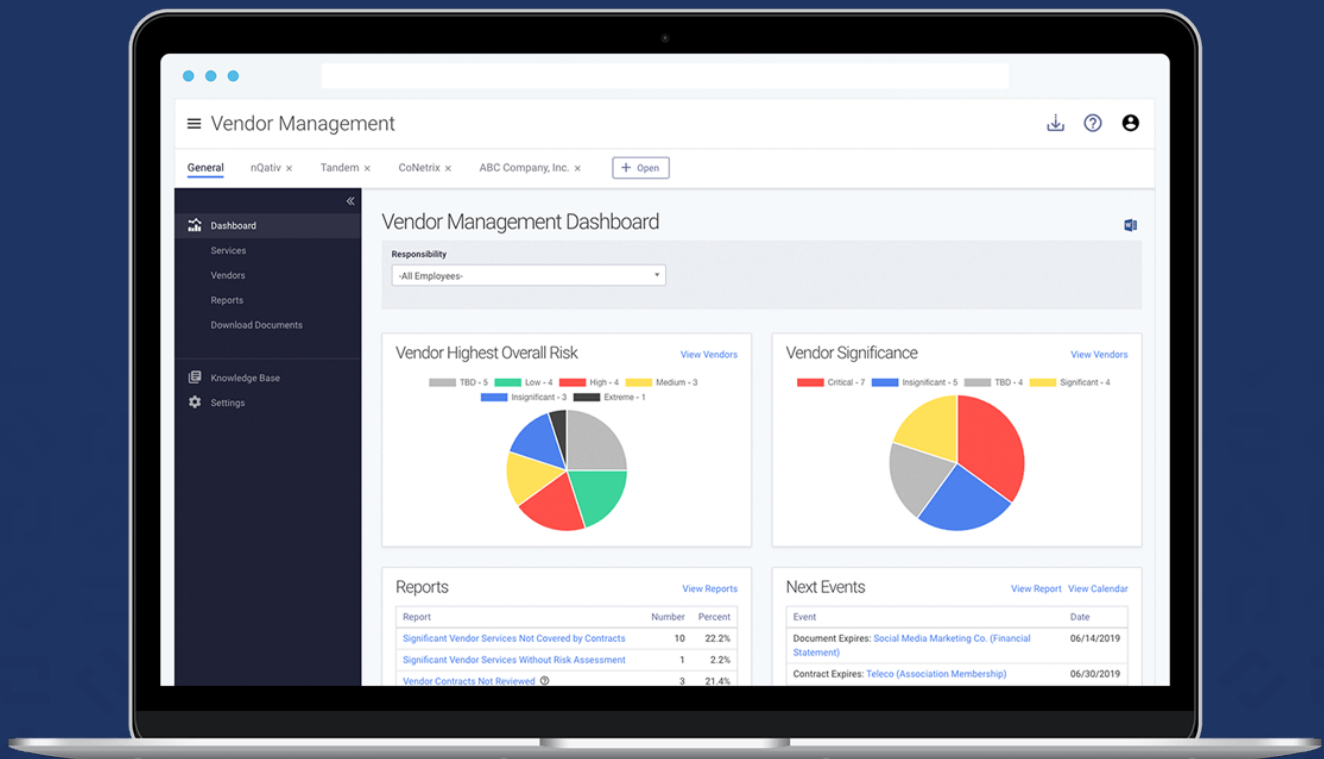 Vendor Management
General
nQativ ×
Tandem ×
CoNetrix ×
ABC Company, Inc. ×
+ Open
«
Dashboard
Services
Vendors
Reports
Download Documents
Knowledge Base
Settings
Vendor Management Dashboard
Responsibility
-All Employees-
Vendor Highest Overall Risk
View Vendors
TBD - 5 Low - 4 High - 4 Medium - 3
Insignificant - 3 Extreme - 1
Vendor Significance
View Vendors
Critical - 7 Insignificant - 5 TBD - 4 Significant - 4
Reports
View Reports
Report Number Percent
Significant Vendor Services Not Covered by Contracts 10 22.2%
Significant Vendor Services Without Risk Assessment 1 2.2%
Vendor Contracts Not Reviewed ? 3 21.4%
Next Events
View Report View Calendar
Event Date
Document Expires: Social Media Marketing Co. (Financial 06/14/2019
Statement)
Contract Expires: Teleco (Association Membership) 06/30/2019